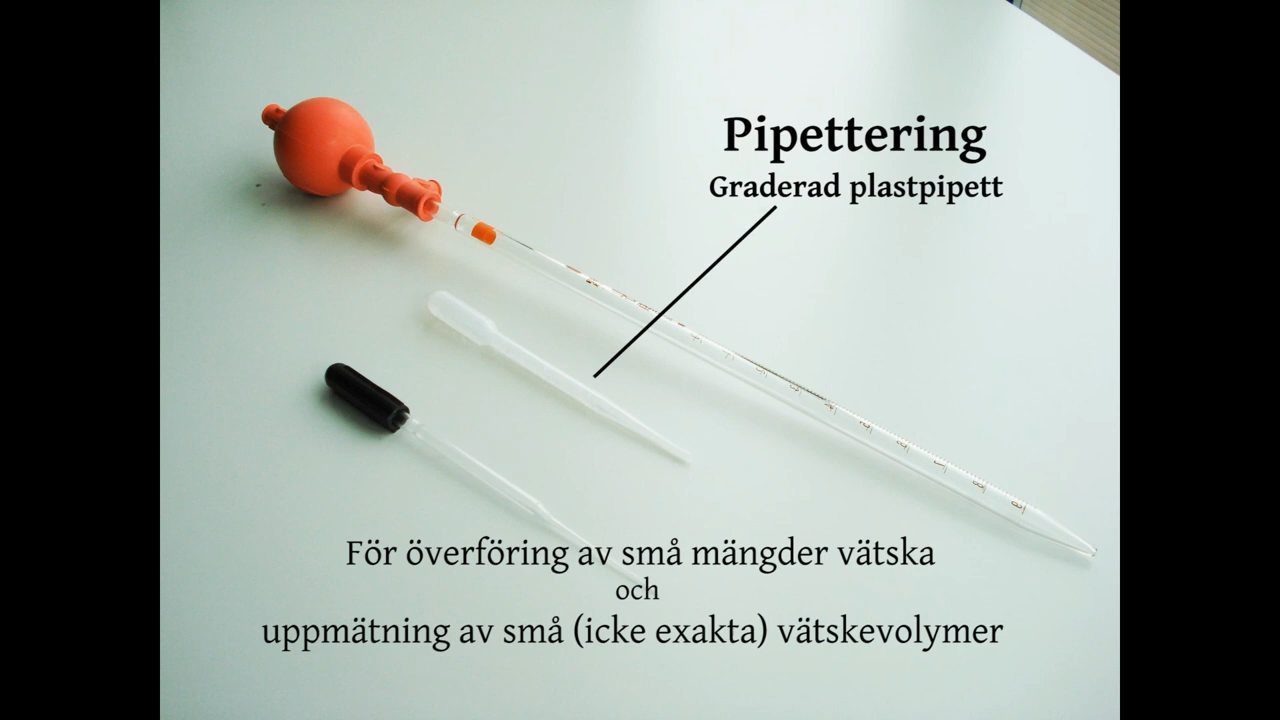 Pipettering
Graderad plastpipett
För överföring av små mängder vätska
och
uppmätning av små (icke exakta) vätskevolymer